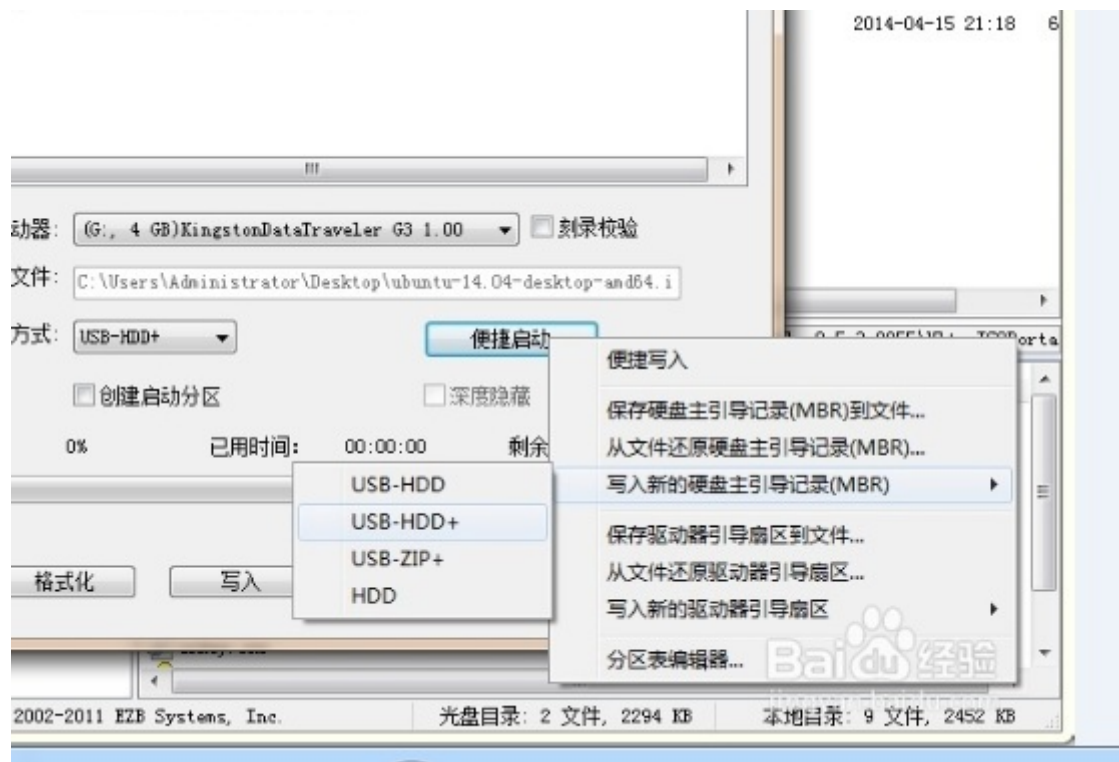 2014-04-15 21:18 6
动器: (G:, 4 GB)KingstonDataTraveler G3 1.00 刻录校验
文件: C:\Users\Administrator\Desktop\ubuntu-14.04-desktop-amd64.i
方式: USB-HDD+ 便捷启动
便捷写入
创建启动分区 深度隐藏
保存硬盘主引导记录(MBR)到文件...
0% 已用时间: 00:00:00 剩余
从文件还原硬盘主引导记录(MBR)...
写入新的硬盘主引导记录(MBR)
USB-HDD
USB-HDD+
USB-ZIP+
HDD
保存驱动器引导扇区到文件...
从文件还原驱动器引导扇区...
写入新的驱动器引导扇区
分区表编辑器...
格式化 写入
Baidu 经验
2002-2011 EZB Systems, Inc. 光盘目录: 2 文件, 2294 KB 本地目录: 9 文件, 2452 KB